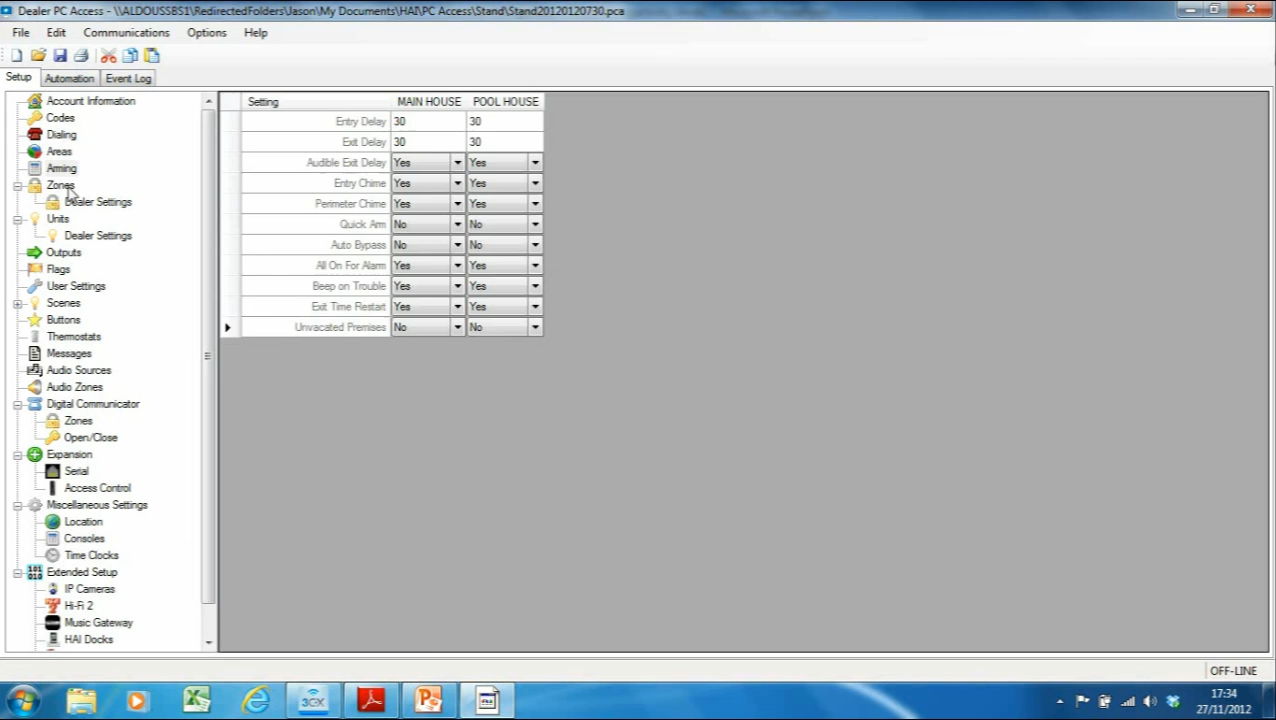 Dealer PC Access - \\ALDOUSSBS1\RedirectedFolders\Jason\My Documents\HAI\PC Access\Stand\Stand20120120730.pca
File Edit Communications Options Help
Setup Automation Event Log
Account Information
Codes
Dialing
Areas
Arming
Zones
Dealer Settings
Units
Dealer Settings
Outputs
Flags
User Settings
Scenes
Buttons
Thermostats
Messages
Audio Sources
Audio Zones
Digital Communicator
Zones
Open/Close
Expansion
Serial
Access Control
Miscellaneous Settings
Location
Consoles
Time Clocks
Extended Setup
IP Cameras
Hi-Fi 2
Music Gateway
HAI Docks
Setting MAIN HOUSE POOL HOUSE
Entry Delay 30 30
Exit Delay 30 30
Audible Exit Delay Yes Yes
Entry Chime Yes Yes
Perimeter Chime Yes Yes
Quick Arm No No
Auto Bypass No No
All On For Alarm Yes Yes
Beep on Trouble Yes Yes
Exit Time Restart Yes Yes
Unvacated Premises No No
OFF-LINE
3CX
17:34
27/11/2012